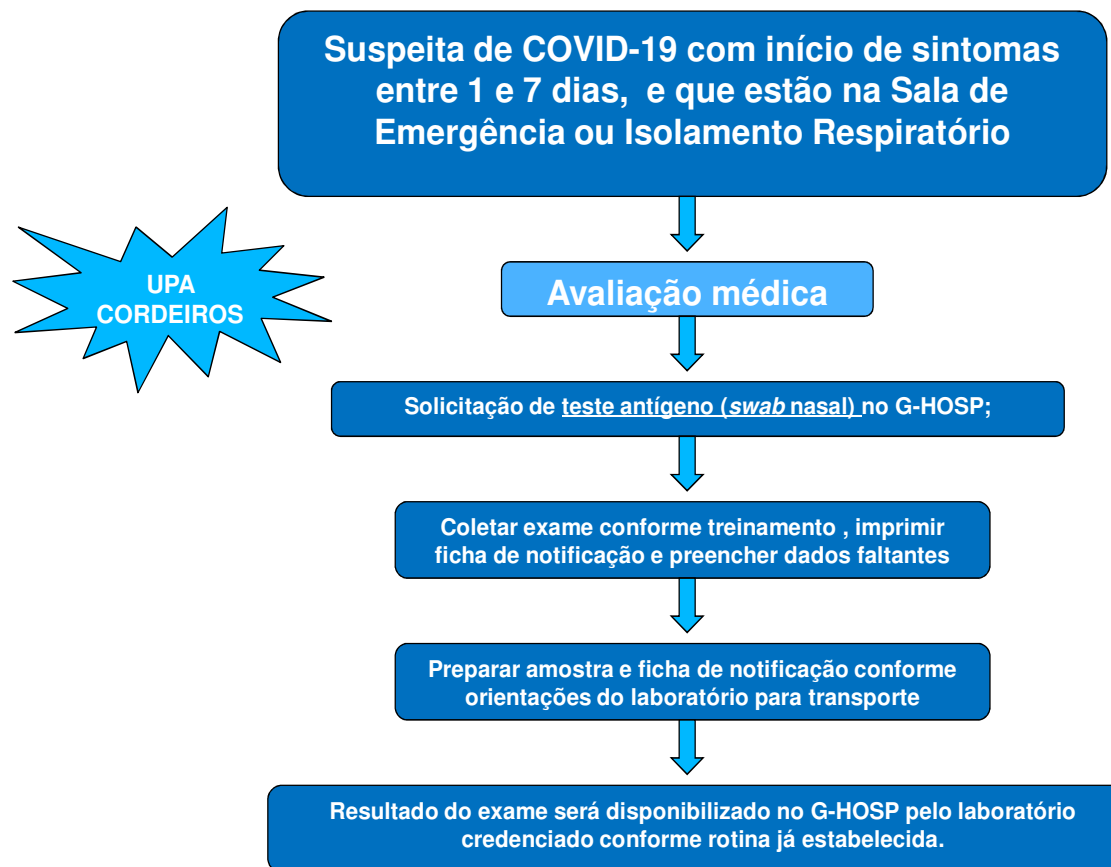 Suspeita de COVID-19 com início de sintomas
entre 1 e 7 dias, e que estão na Sala de
Emergência ou Isolamento Respiratório
UPA
CORDEIROS
Avaliação médica
Solicitação de teste antígeno (swab nasal) no G-HOSP;
Coletar exame conforme treinamento , imprimir
ficha de notificação e preencher dados faltantes
Preparar amostra e ficha de notificação conforme
orientações do laboratório para transporte
Resultado do exame será disponibilizado no G-HOSP pelo laboratório
credenciado conforme rotina já estabelecida.